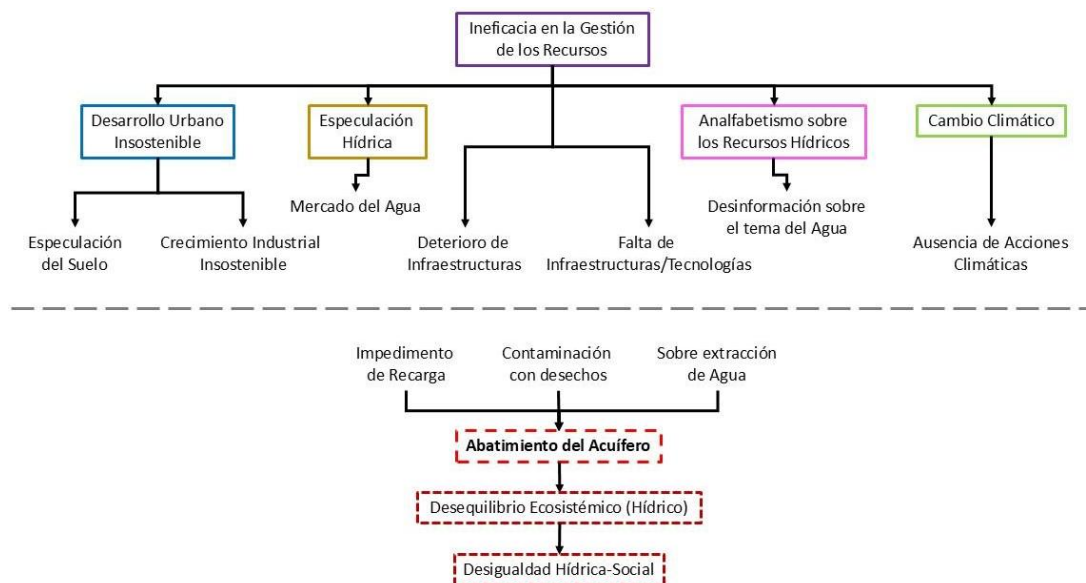 Ineficacia en la Gestión
de los Recursos
Desarrollo Urbano
Insostenible
Especulación
Hídrica
Analfabetismo sobre
los Recursos Hídricos
Cambio Climático
Mercado del Agua
Desinformación sobre
el tema del Agua
Especulación
del Suelo
Crecimiento Industrial
Insostenible
Deterioro de
Infraestructuras
Falta de
Infraestructuras/Tecnologías
Ausencia de Acciones
Climáticas
Impedimento
de Recarga
Contaminación
con desechos
Sobre extracción
de Agua
Abatimiento del Acuífero
Desequilibrio Ecosistémico (Hídrico)
Desigualdad Hídrica-Social